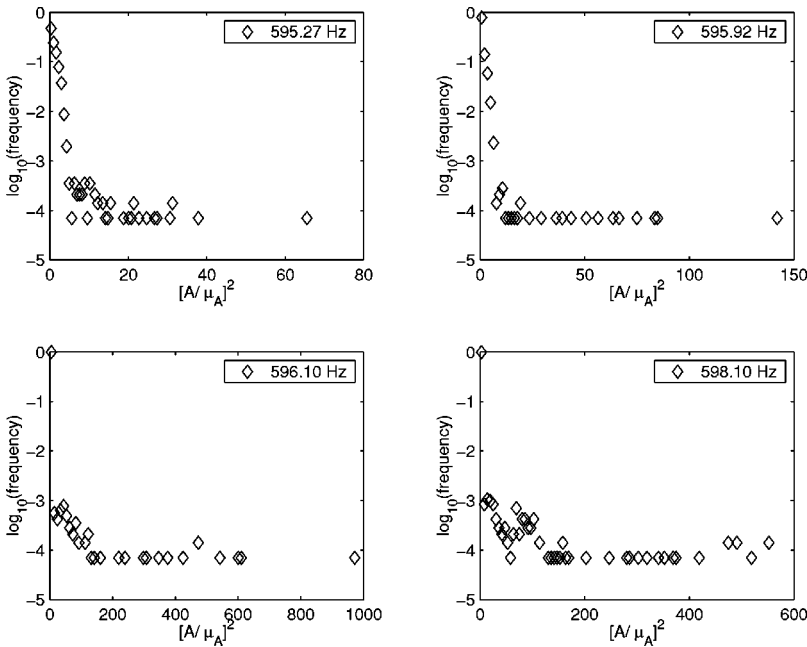 0
-1
-2
-3
-4
-5
log10(frequency)
595.27 Hz
0 20 40 60 80
[A/ μA]2
0
-1
-2
-3
-4
-5
log10(frequency)
595.92 Hz
0 50 100 150
[A/ μA]2
0
-1
-2
-3
-4
-5
log10(frequency)
596.10 Hz
0 200 400 600 800 1000
[A/ μA]2
0
-1
-2
-3
-4
-5
log10(frequency)
598.10 Hz
0 200 400 600
[A/ μA]2